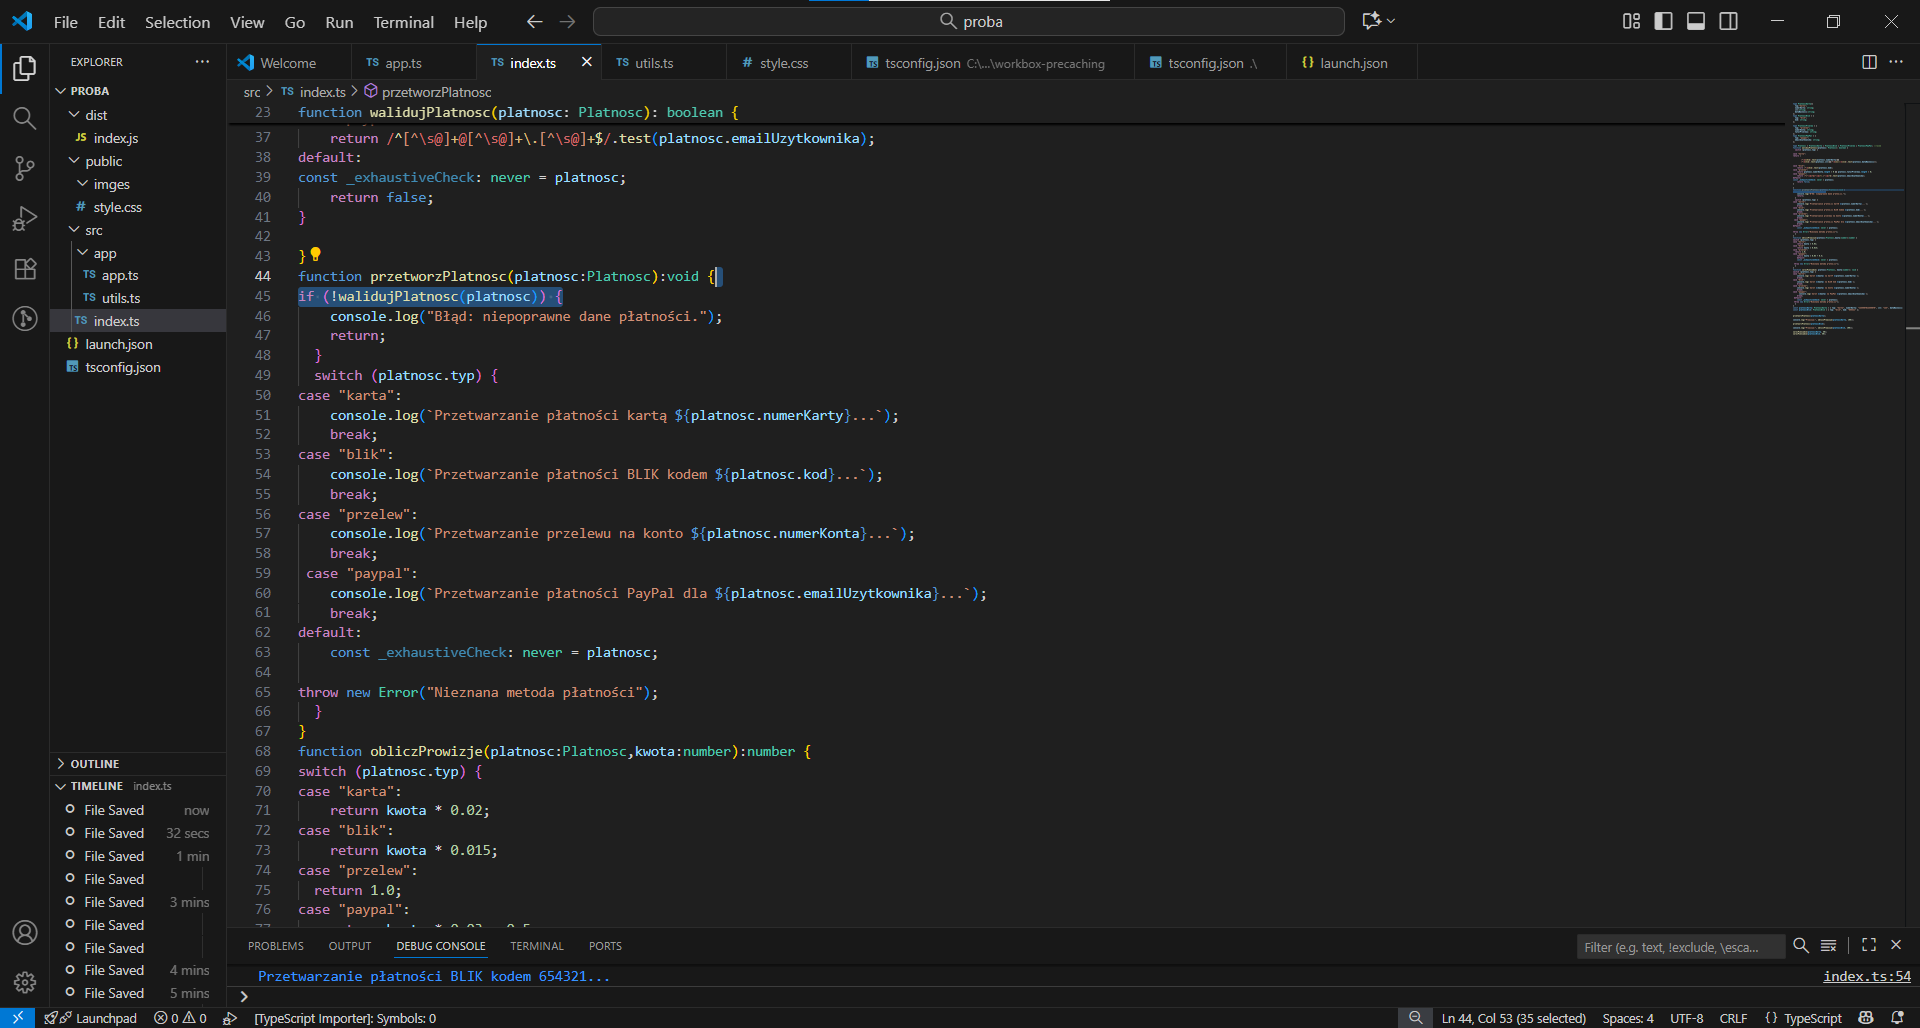 File Edit Selection View Go Run Terminal Help
proba
EXPLORER
PROBA
dist
JS index.js
public
imges
# style.css
src
app
TS app.ts
TS utils.ts
TS index.ts
{} launch.json
TS tsconfig.json
OUTLINE
TIMELINE index.ts
File Saved now
File Saved 32 secs
File Saved 1 min
File Saved
File Saved 3 mins
File Saved
File Saved
File Saved 4 mins
File Saved 5 mins
Welcome
TS app.ts
TS index.ts
TS utils.ts
# style.css
TS tsconfig.json C:\...\workbox-precaching
TS tsconfig.json .\
{} launch.json
src > TS index.ts > przetworzPlatnosc
23 function walidujPlatnosc(platnosc: Platnosc): boolean {
37 return /^[^\s@]+@[^\s@]+\.[^\s@]+$/.test(platnosc.emailUzytkownika);
38 default:
39 const _exhaustiveCheck: never = platnosc;
40 return false;
41 }
42
43 }
44 function przetworzPlatnosc(platnosc:Platnosc):void {
45 if (!walidujPlatnosc(platnosc)) {
46 console.log("Błąd: niepoprawne dane płatności.");
47 return;
48 }
49 switch (platnosc.typ) {
50 case "karta":
51 console.log(`Przetwarzanie płatności kartą ${platnosc.numerKarty}...`);
52 break;
53 case "blik":
54 console.log(`Przetwarzanie płatności BLIK kodem ${platnosc.kod}...`);
55 break;
56 case "przelew":
57 console.log(`Przetwarzanie przelewu na konto ${platnosc.numerKonta}...`);
58 break;
59 case "paypal":
60 console.log(`Przetwarzanie płatności PayPal dla ${platnosc.emailUzytkownika}...`);
61 break;
62 default:
63 const _exhaustiveCheck: never = platnosc;
64
65 throw new Error("Nieznana metoda płatności");
66 }
67 }
68 function obliczProwizje(platnosc:Platnosc,kwota:number):number {
69 switch (platnosc.typ) {
70 case "karta":
71 return kwota * 0.02;
72 case "blik":
73 return kwota * 0.015;
74 case "przelew":
75 return 1.0;
76 case "paypal":
PROBLEMS OUTPUT DEBUG CONSOLE TERMINAL PORTS
Filter (e.g. text, !exclude, \esca...
Przetwarzanie płatności BLIK kodem 654321...
index.ts:54
Launchpad 0 0 [TypeScript Importer]: Symbols: 0
Ln 44, Col 53 (35 selected) Spaces: 4 UTF-8 CRLF {} TypeScript